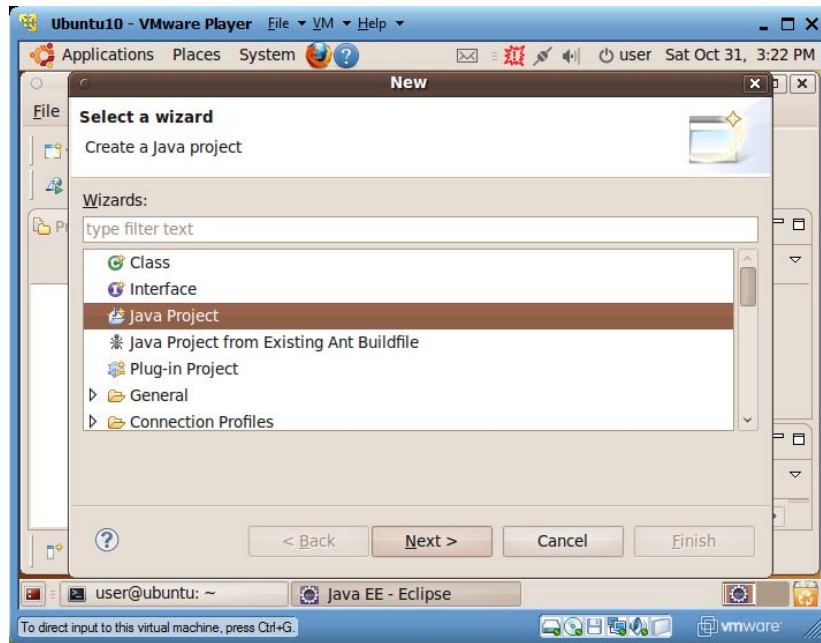 Ubuntu10 - VMware Player File VM Help
Applications Places System user Sat Oct 31, 3:22 PM
New
File
Select a wizard
Create a Java project
Wizards:
type filter text
Class
Interface
Java Project
Java Project from Existing Ant Buildfile
Plug-in Project
General
Connection Profiles
< Back Next > Cancel Finish
user@ubuntu: ~ Java EE - Eclipse
To direct input to this virtual machine, press Ctrl+G. vmware